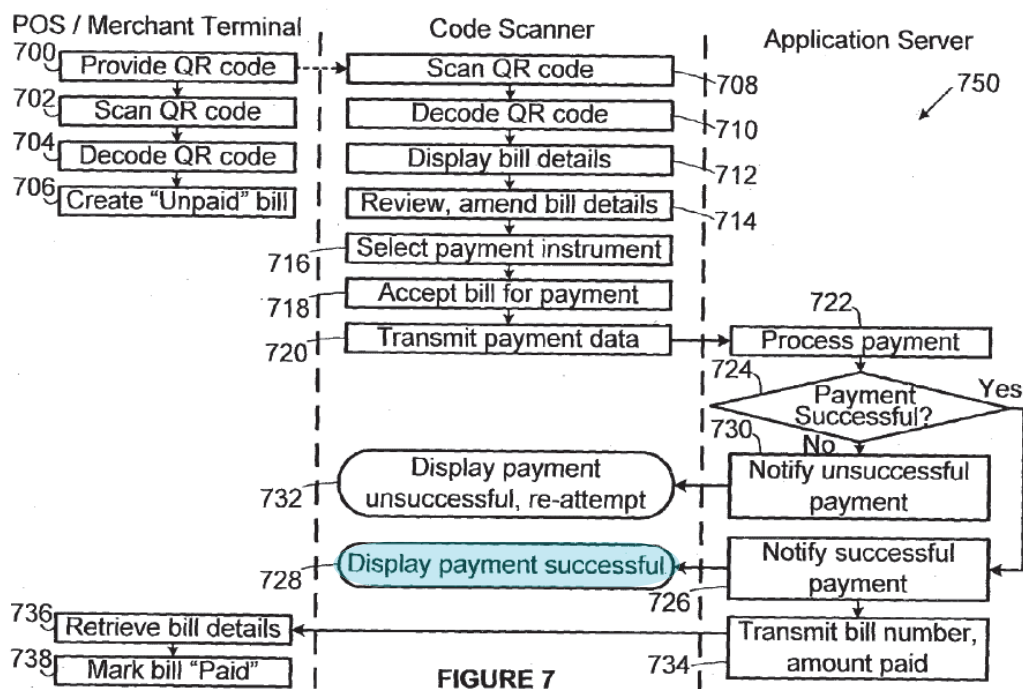 POS / Merchant Terminal
700
Provide QR code
702
Scan QR code
704
Decode QR code
706
Create “Unpaid” bill
Code Scanner
Scan QR code
708
Decode QR code
710
Display bill details
712
Review, amend bill details
714
716
Select payment instrument
718
Accept bill for payment
720
Transmit payment data
Application Server
750
722
Process payment
724
Payment
Successful?
Yes
No
730
Notify unsuccessful
payment
732
Display payment
unsuccessful, re-attempt
Notify successful
payment
726
728
Display payment successful
734
Transmit bill number,
amount paid
736
Retrieve bill details
738
Mark bill “Paid”
FIGURE 7